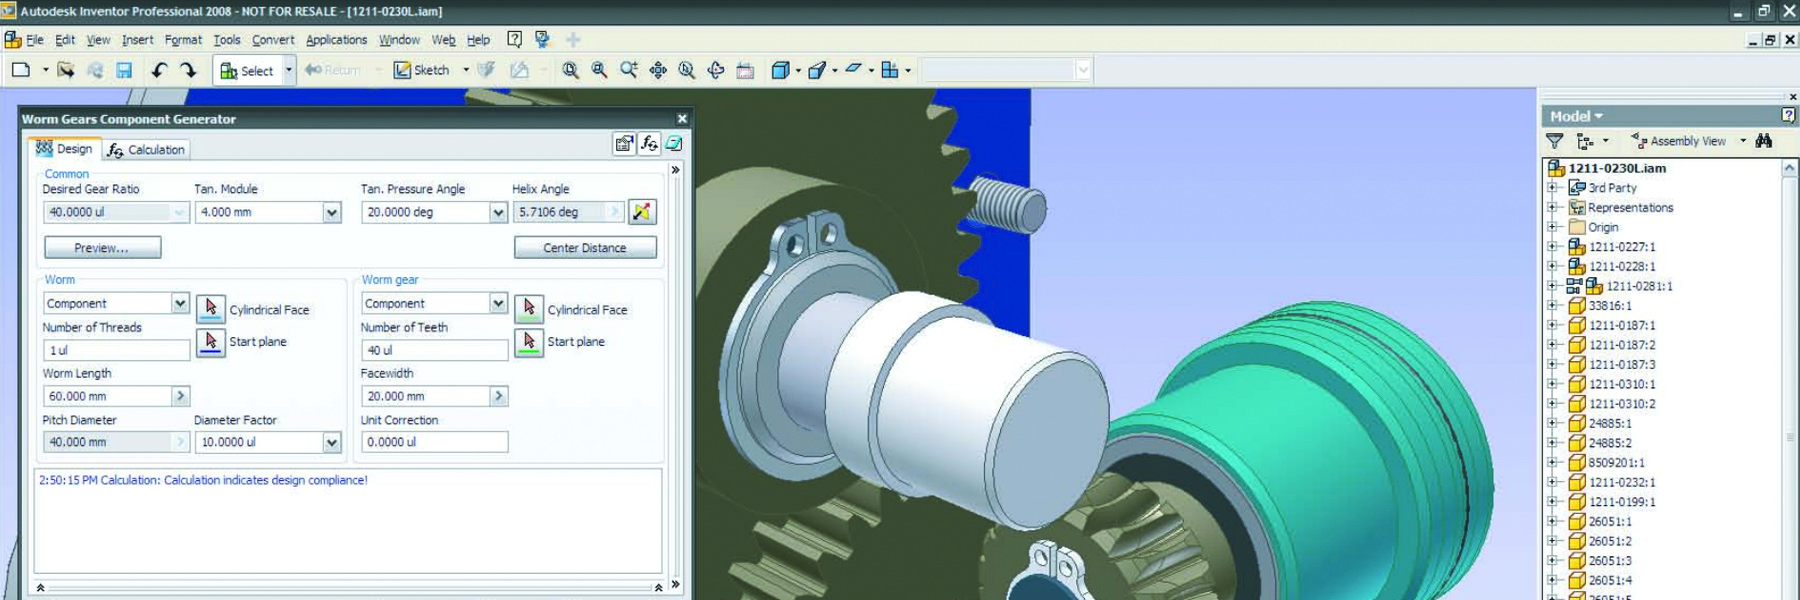 Autodesk Inventor Professional 2008 - NOT FOR RESALE - [1211-0230L.iam]
File Edit View Insert Format Tools Convert Applications Window Web Help
Select Return Sketch
Worm Gears Component Generator
Design Calculation
Common
Desired Gear Ratio Tan. Module Tan. Pressure Angle Helix Angle
40.0000 ul 4.000 mm 20.0000 deg 5.7106 deg
Preview... Center Distance
Worm Worm gear
Component Cylindrical Face Component Cylindrical Face
Number of Threads Start plane Number of Teeth Start plane
1 ul 40 ul
Worm Length Facewidth
60.000 mm 20.000 mm
Pitch Diameter Diameter Factor Unit Correction
40.000 mm 10.0000 ul 0.0000 ul
2:50:15 PM Calculation: Calculation indicates design compliance!
Model
Assembly View
1211-0230L.iam
3rd Party
Representations
Origin
1211-0227:1
1211-0228:1
1211-0281:1
33816:1
1211-0187:1
1211-0187:2
1211-0187:3
1211-0310:1
1211-0310:2
24885:1
24885:2
8509201:1
1211-0232:1
1211-0199:1
26051:1
26051:2
26051:3
26051:4